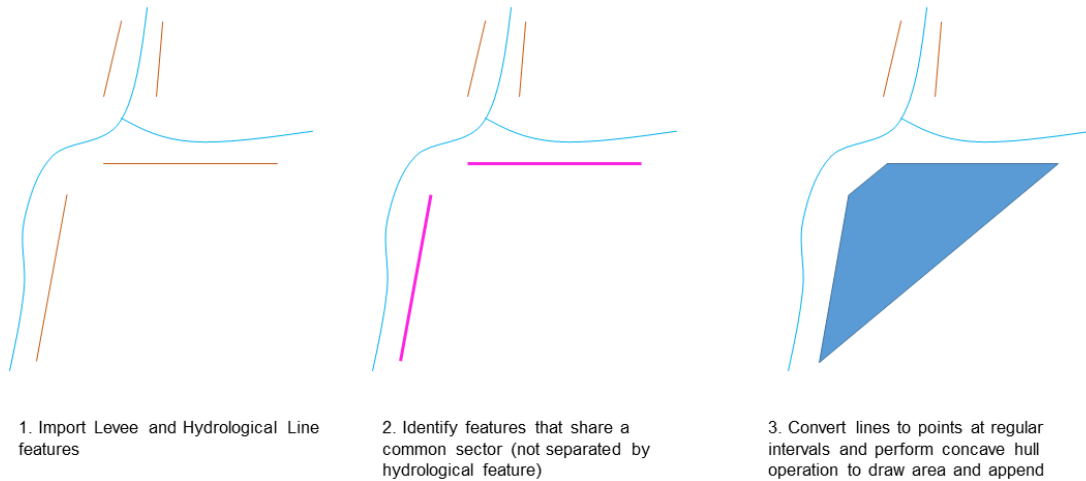 1. Import Levee and Hydrological Line
features
2. Identify features that share a
common sector (not separated by
hydrological feature)
3. Convert lines to points at regular
intervals and perform concave hull
operation to draw area and append